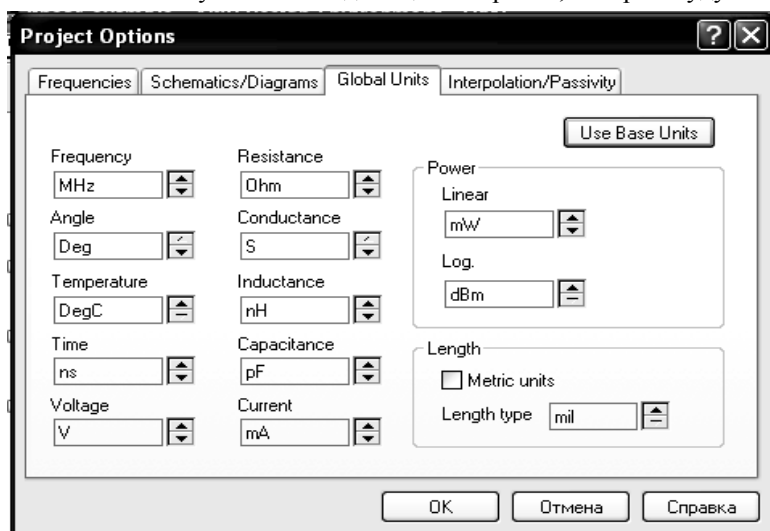 Project Options
Frequencies Schematics/Diagrams Global Units Interpolation/Passivity
Use Base Units
Frequency
MHz
Angle
Deg
Temperature
DegC
Time
ns
Voltage
V
Resistance
Ohm
Conductance
S
Inductance
nH
Capacitance
pF
Current
mA
Power
Linear
mW
Log.
dBm
Length
Metric units
Length type mil
OK Отмена Справка